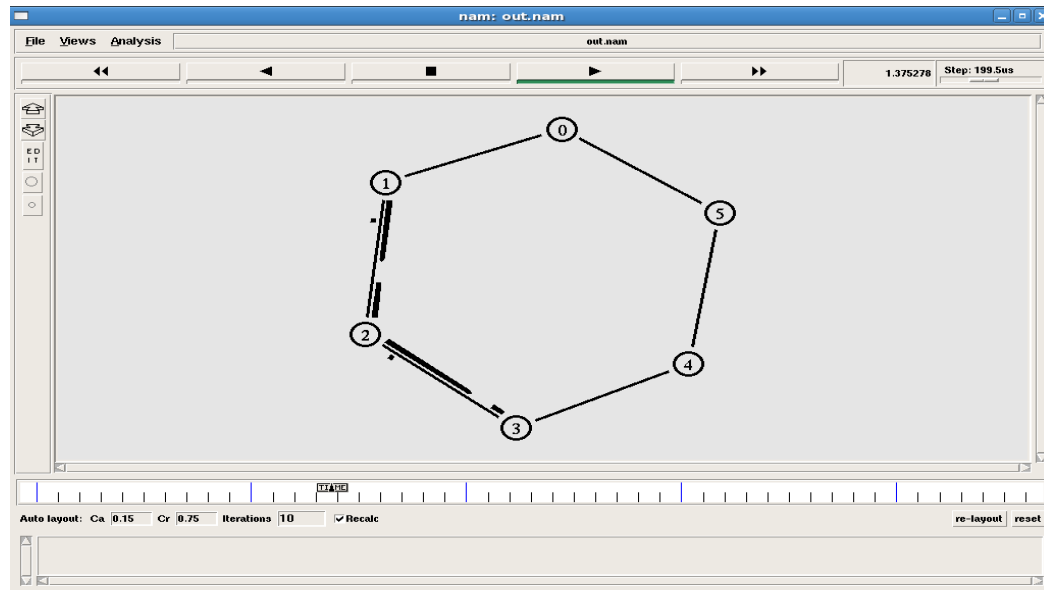 nam: out.nam
File Views Analysis out.nam
1.375278 Step: 199.5us
E D
I T
0
1
5
2
4
3
TIME
Auto layout: Ca 0.15 Cr 0.75 Iterations 10 Recalc re-layout reset